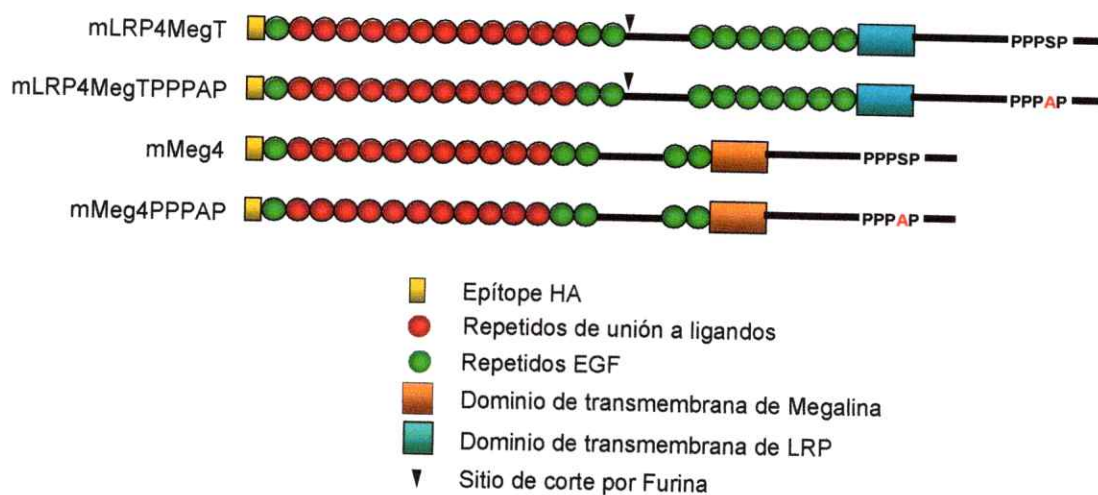 mLRP4MegT
PPPSP
mLRP4MegTPPPAP
PPPAP
mMeg4
PPPSP
mMeg4PPPAP
PPPAP
Epítope HA
Repetidos de unión a ligandos
Repetidos EGF
Dominio de transmembrana de Megalina
Dominio de transmembrana de LRP
Sitio de corte por Furina